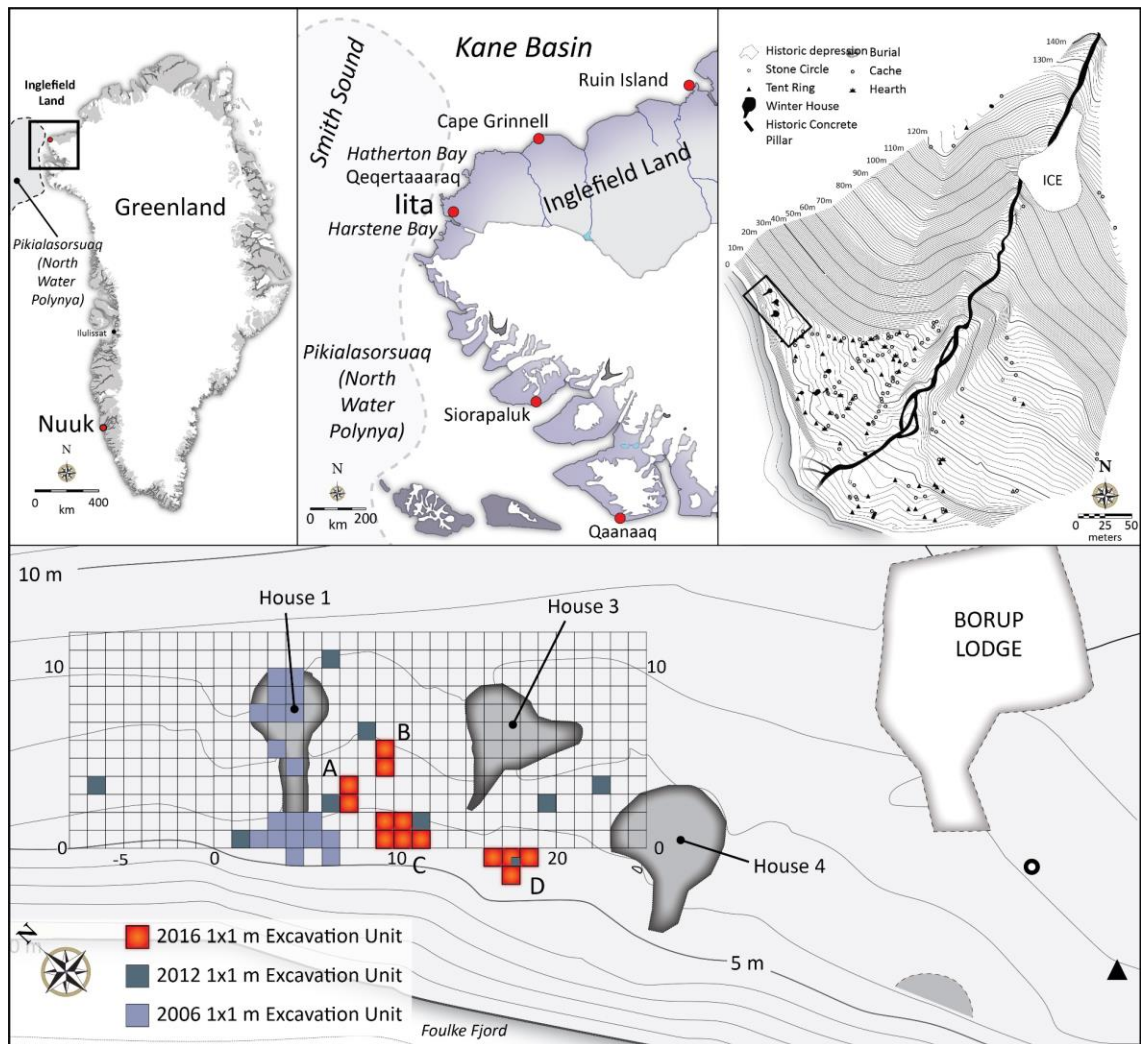 Inglefield
Land
Greenland
Pikialasorsuaq
(North
Water
Polynya)
Ilulissat
Nuuk
N
0 400
km
Kane Basin
Smith Sound
Ruin Island
Cape Grinnell
Hatherton Bay
Qeqertaaraq
Inglefield Land
Iita
Harstene Bay
Pikialasorsuaq
(North
Water
Polynya)
Siorapaluk
N
0 200
km
Qaanaaq
Historic depression Burial
Stone Circle Cache
Tent Ring Hearth
Winter House
Historic Concrete
Pillar
140m
130m
120m
110m
100m
90m
80m
70m
60m
50m
40m
30m
20m
10m
0
ICE
N
0 25 50
meters
10 m
House 1
House 3
BORUP
LODGE
10 10
B
A
0 -5 0 10 20 0
C
D
House 4
N
2016 1x1 m Excavation Unit
2012 1x1 m Excavation Unit
2006 1x1 m Excavation Unit
5 m
0 m
Foulke Fjord